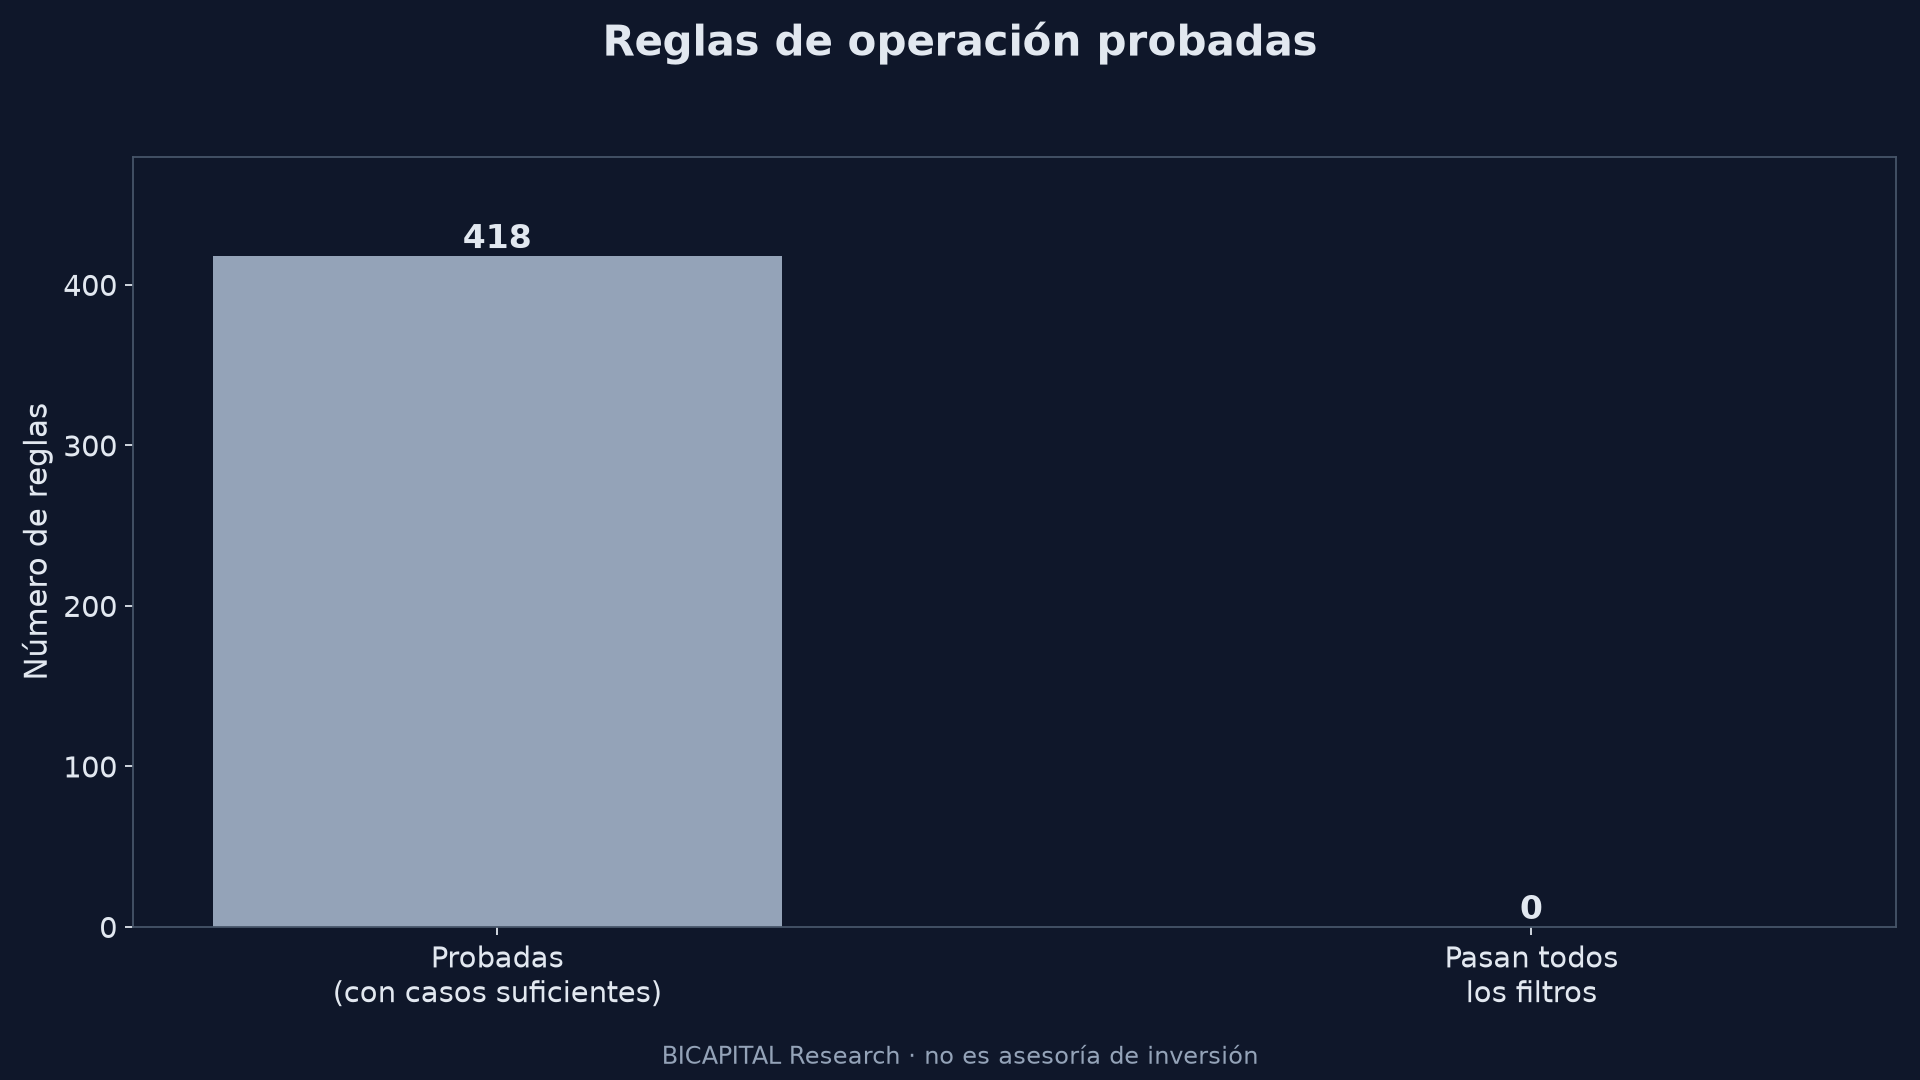 Reglas de operación probadas
Número de reglas
400
300
200
100
0
418
0
Probadas
(con casos suficientes)
Pasan todos
los filtros
BICAPITAL Research · no es asesoría de inversión